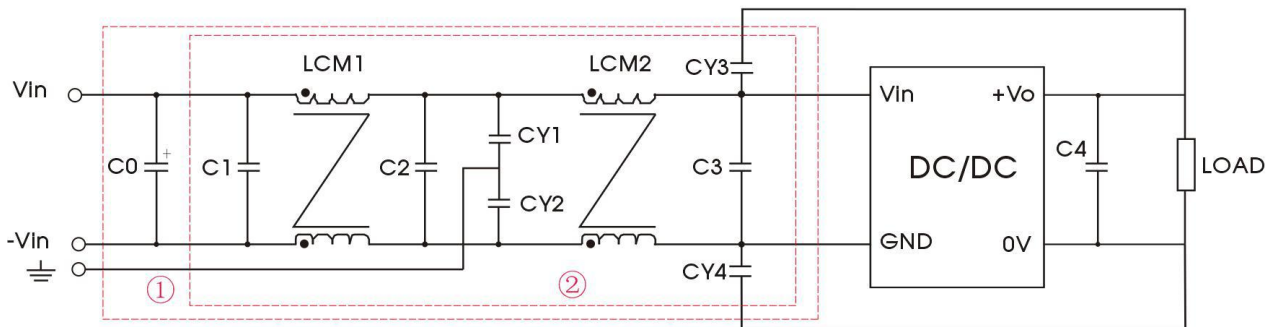 LCM1
LCM2
CY3
Vin
Vin
+Vo
C0
+
C1
C2
CY1
CY2
C3
DC/DC
C4
LOAD
-Vin
GND
0V
CY4
①
②